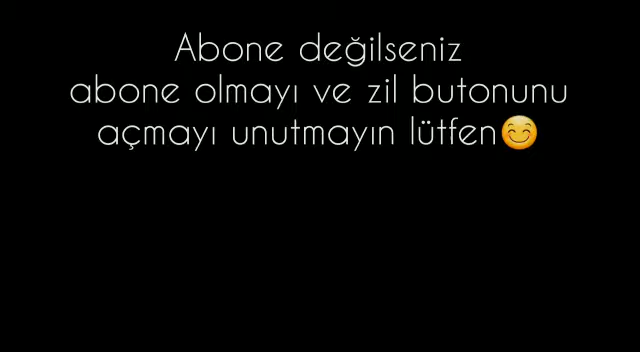 Abone değilseniz
abone olmayı ve zil butonunu
açmayı unutmayın lütfen😊